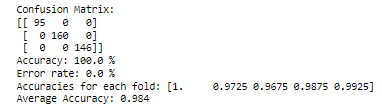 Confusion Matrix:
[[ 95   0   0]
 [  0 160   0]
 [  0   0 146]]
Accuracy: 100.0 %
Error rate: 0.0 %
Accuracies for each fold: [1.     0.9725 0.9675 0.9875 0.9925]
Average Accuracy: 0.984